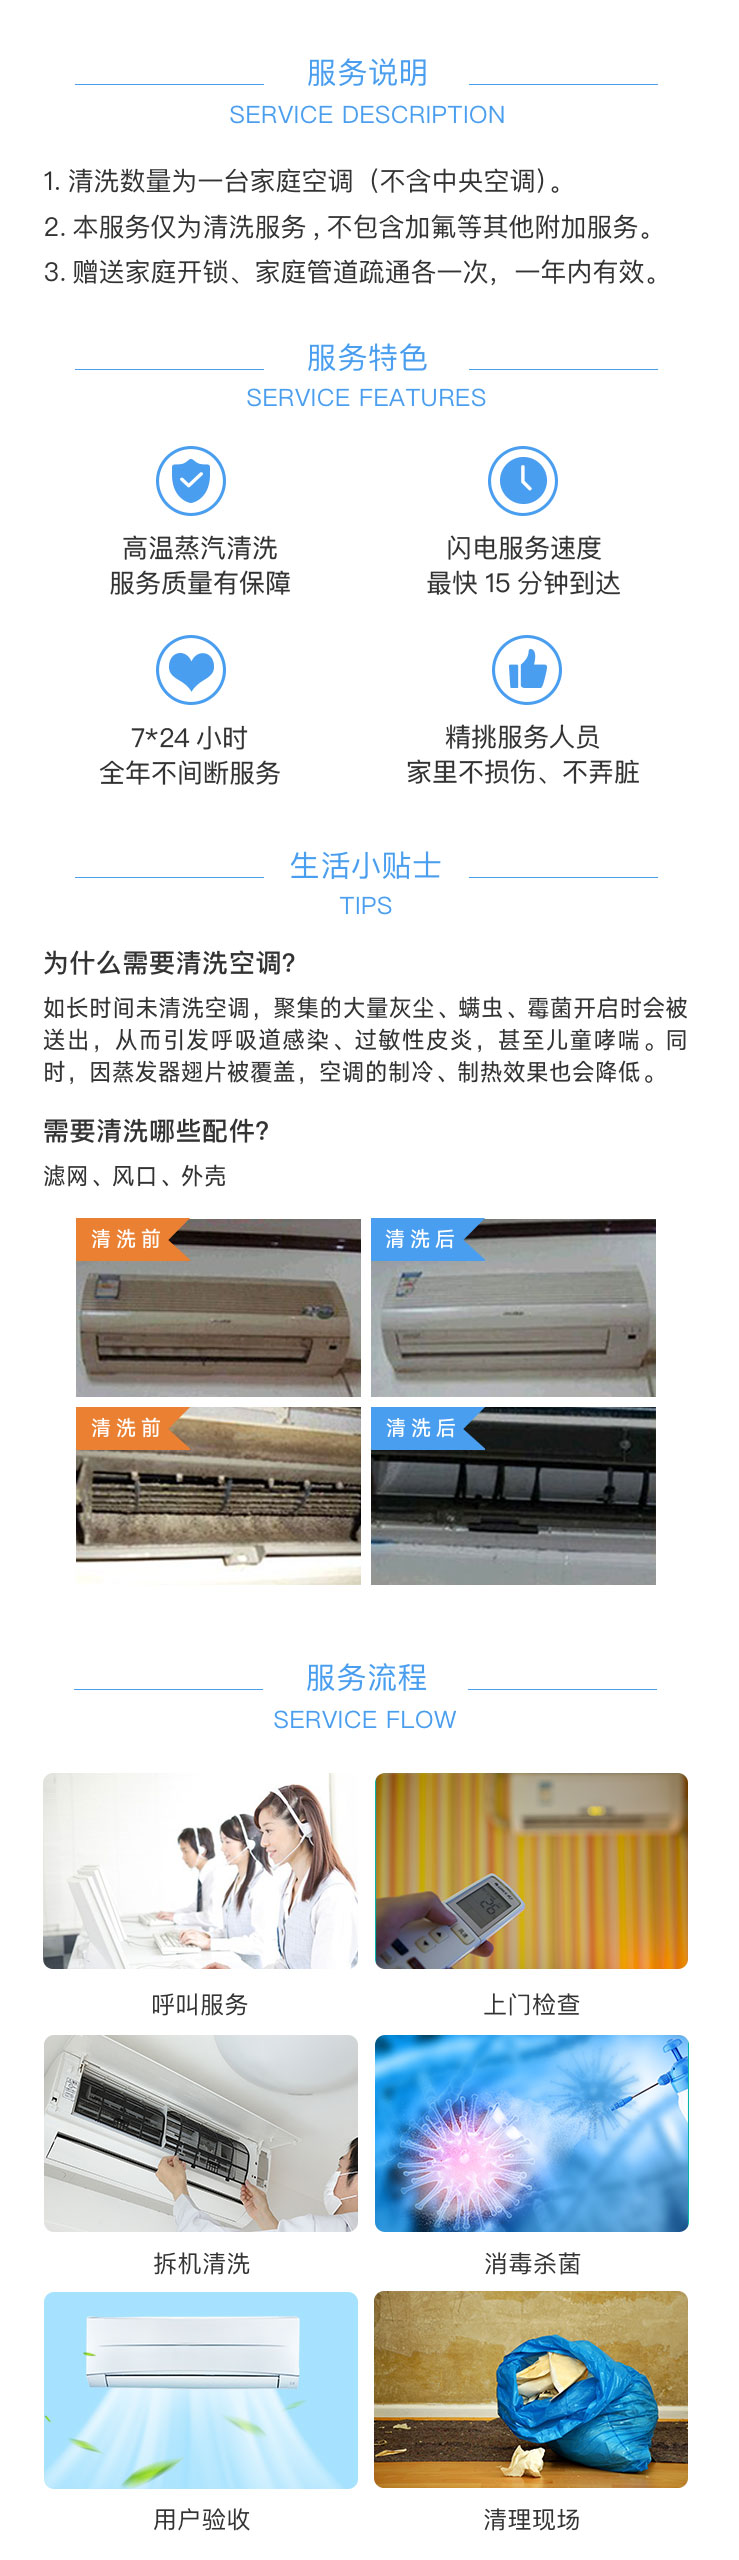 服务说明
SERVICE DESCRIPTION
1. 清洗数量为一台家庭空调（不含中央空调）。
2. 本服务仅为清洗服务，不包含加氟等其他附加服务。
3. 赠送家庭开锁、家庭管道疏通各一次，一年内有效。
服务特色
SERVICE FEATURES
高温蒸汽清洗
服务质量有保障
闪电服务速度
最快 15 分钟到达
7*24 小时
全年不间断服务
精挑服务人员
家里不损伤、不弄脏
生活小贴士
TIPS
为什么需要清洗空调?
如长时间未清洗空调，聚集的大量灰尘、螨虫、霉菌开启时会被
送出，从而引发呼吸道感染、过敏性皮炎，甚至儿童哮喘。同
时，因蒸发器翅片被覆盖，空调的制冷、制热效果也会降低。
需要清洗哪些配件?
滤网、风口、外壳
清洗前
清洗后
清洗前
清洗后
服务流程
SERVICE FLOW
呼叫服务
上门检查
拆机清洗
消毒杀菌
用户验收
清理现场